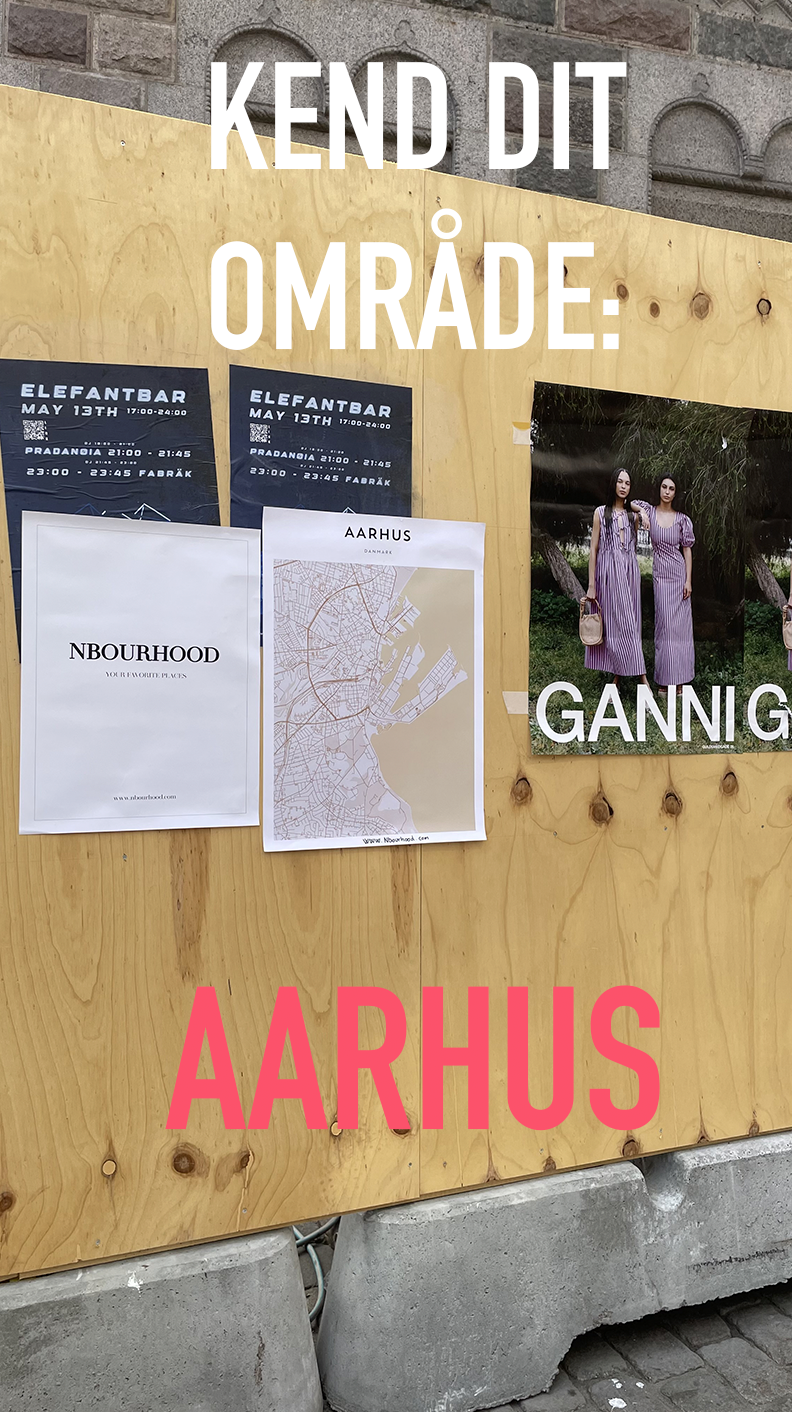 KEND DIT
OMRÅDE:
ELEFANTBAR
MAY 13TH 17:00-24:00
PRADANOIA 21:00 - 21:45
23:00 - 23:45 FABRÄK
ELEFANTBAR
MAY 13TH 17:00-24:00
PRADANOIA 21:00 - 21:45
23:00 - 23:45 FABRÄK
NBOURHOOD
YOUR FAVORITE PLACES
www.nbourhood.com
AARHUS
DANMARK
www.Nbourhood.com
GANNI G
AARHUS